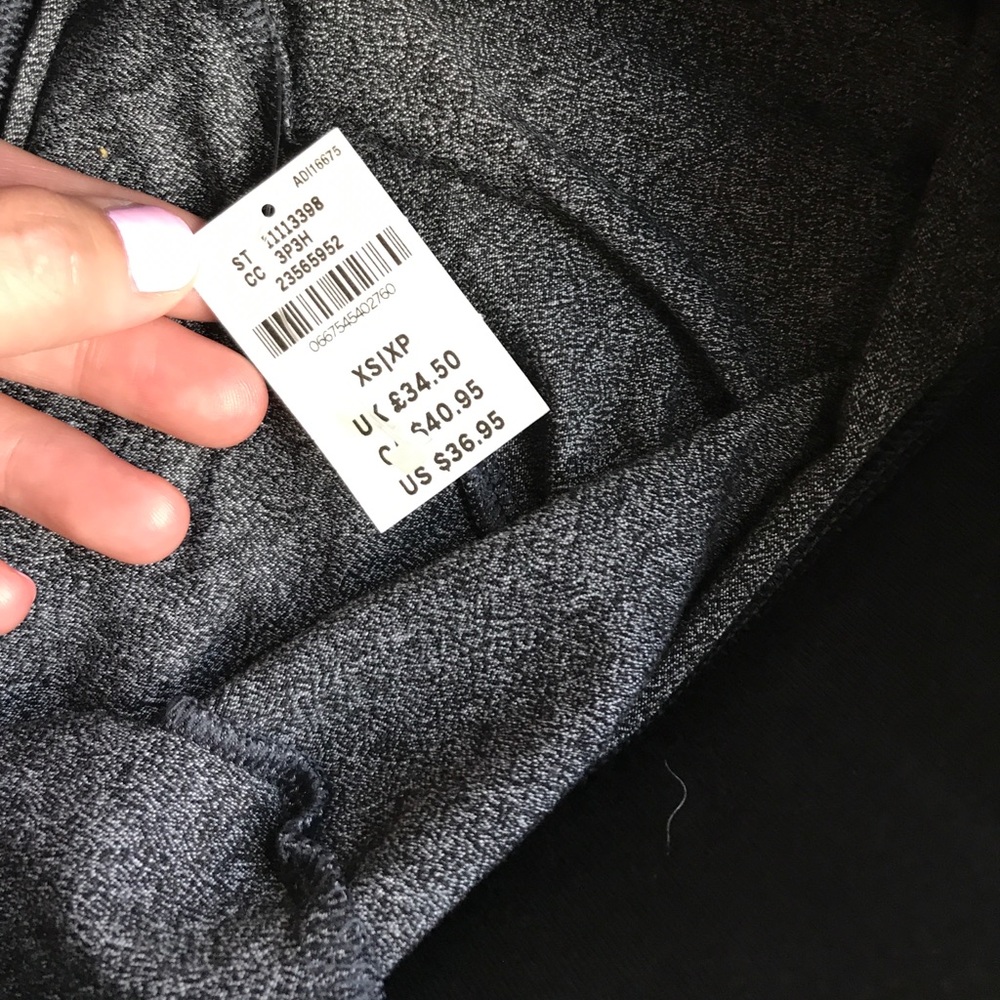 ADI16675
ST 11113398
CC 3P3H
23565952
0667545402760
XS|XP
UK £34.50
$40.95
US $36.95